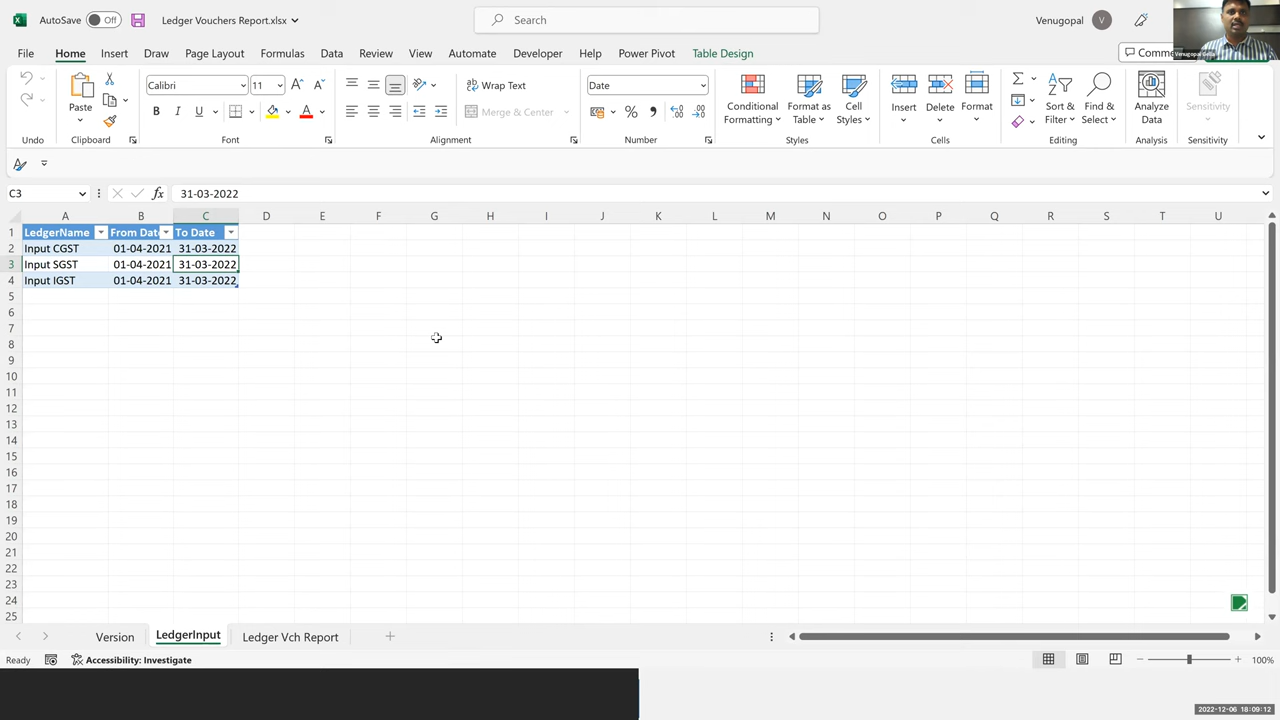 AutoSave Off Ledger Vouchers Report.xlsx Search Venugopal V
File Home Insert Draw Page Layout Formulas Data Review View Automate Developer Help Power Pivot Table Design
Venugopal
Paste Calibri 11 Wrap Text Date Conditional Formatting Format as Table Cell Styles Insert Delete Format Sort & Filter Find & Select Analyze Data Sensitivity
B I U A Merge & Center %
Undo Clipboard Font Alignment Number Styles Cells Editing Analysis Sensitivity
C3 fx 31-03-2022
A B C D E F G H I J K L M N O P Q R S T U
1 LedgerName From Date To Date
2 Input CGST 01-04-2021 31-03-2022
3 Input SGST 01-04-2021 31-03-2022
4 Input IGST 01-04-2021 31-03-2022
5
6
7
8
9
10
11
12
13
14
15
16
17
18
19
20
21
22
23
24
25
Version LedgerInput Ledger Vch Report
Ready Accessibility: Investigate 100%
2022-12-06 18:09:12